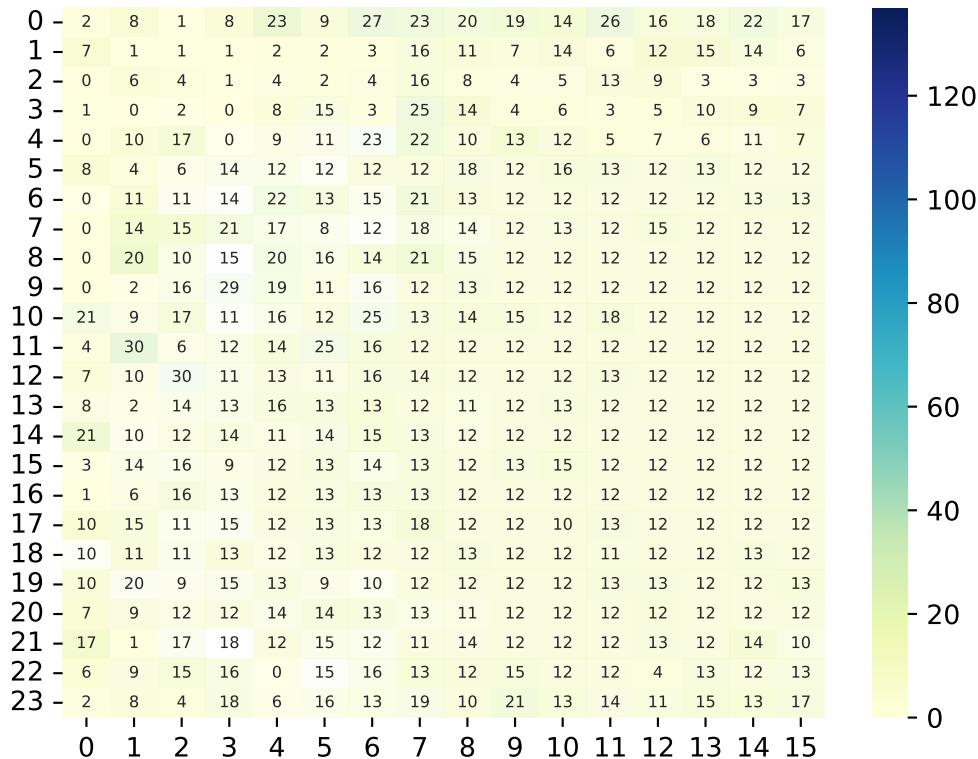 0 2 8 1 8 23 9 27 23 20 19 14 26 16 18 22 17
1 7 1 1 1 2 2 3 16 11 7 14 6 12 15 14 6
2 0 6 4 1 4 2 4 16 8 4 5 13 9 3 3 3
3 1 0 2 0 8 15 3 25 14 4 6 3 5 10 9 7
4 0 10 17 0 9 11 23 22 10 13 12 5 7 6 11 7
5 8 4 6 14 12 12 12 12 18 12 16 13 12 13 12 12
6 0 11 11 14 22 13 15 21 13 12 12 12 12 12 13 13
7 0 14 15 21 17 8 12 18 14 12 13 12 15 12 12 12
8 0 20 10 15 20 16 14 21 15 12 12 12 12 12 12 12
9 0 2 16 29 19 11 16 12 13 12 12 12 12 12 12 12
10 21 9 17 11 16 12 25 13 14 15 12 18 12 12 12 12
11 4 30 6 12 14 25 16 12 12 12 12 12 12 12 12 12
12 7 10 30 11 13 11 16 14 12 12 12 13 12 12 12 12
13 8 2 14 13 16 13 13 12 11 12 13 12 12 12 12 12
14 21 10 12 14 11 14 15 13 12 12 12 12 12 12 12 12
15 3 14 16 9 12 13 14 13 12 13 15 12 12 12 12 12
16 1 6 16 13 12 13 13 13 12 12 12 12 12 12 12 12
17 10 15 11 15 12 13 13 18 12 12 10 13 12 12 12 12
18 10 11 11 13 12 13 12 12 13 12 12 11 12 12 13 12
19 10 20 9 15 13 9 10 12 12 12 12 13 13 12 12 13
20 7 9 12 12 14 14 13 13 11 12 12 12 12 12 12 12
21 17 1 17 18 12 15 12 11 14 12 12 12 13 12 14 10
22 6 9 15 16 0 15 16 13 12 15 12 12 4 13 12 13
23 2 8 4 18 6 16 13 19 10 21 13 14 11 15 13 17
0 1 2 3 4 5 6 7 8 9 10 11 12 13 14 15
120
100
80
60
40
20
0